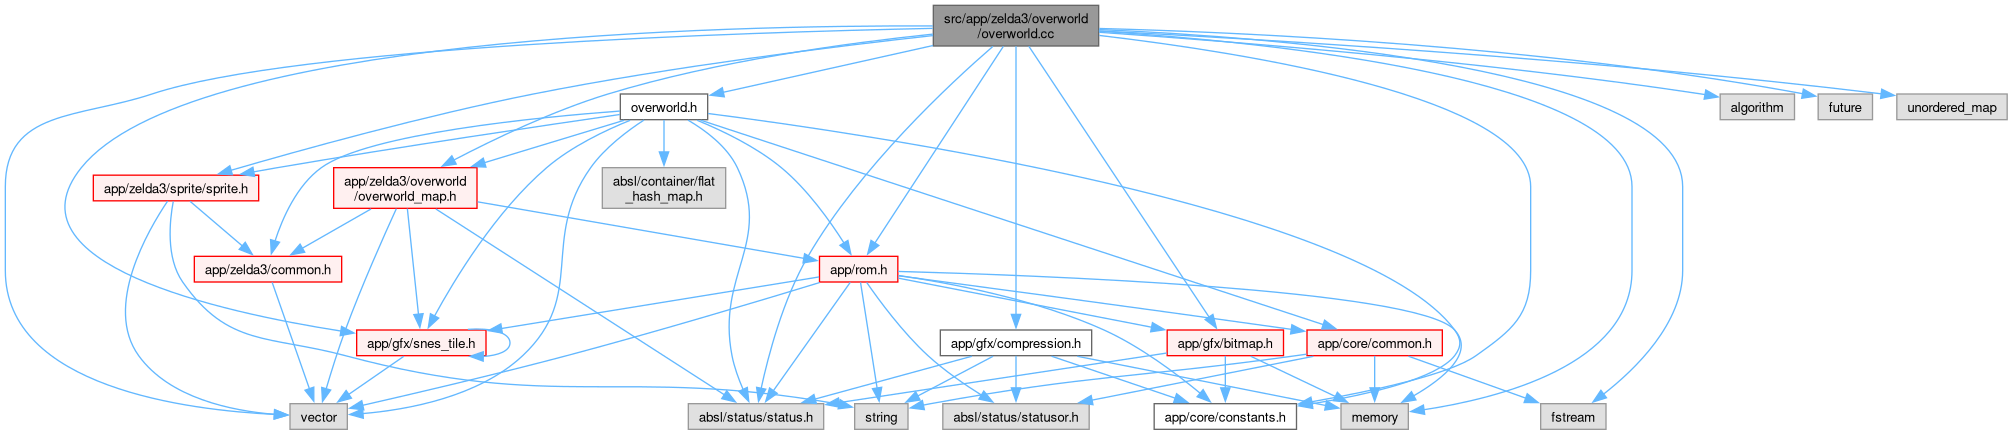 src/app/zelda3/overworld
/overworld.cc
overworld.h
algorithm
future
unordered_map
app/zelda3/sprite/sprite.h
app/zelda3/overworld
/overworld_map.h
absl/container/flat
_hash_map.h
app/zelda3/common.h
app/rom.h
app/gfx/snes_tile.h
app/gfx/compression.h
app/gfx/bitmap.h
app/core/common.h
vector
absl/status/status.h
string
absl/status/statusor.h
app/core/constants.h
memory
fstream